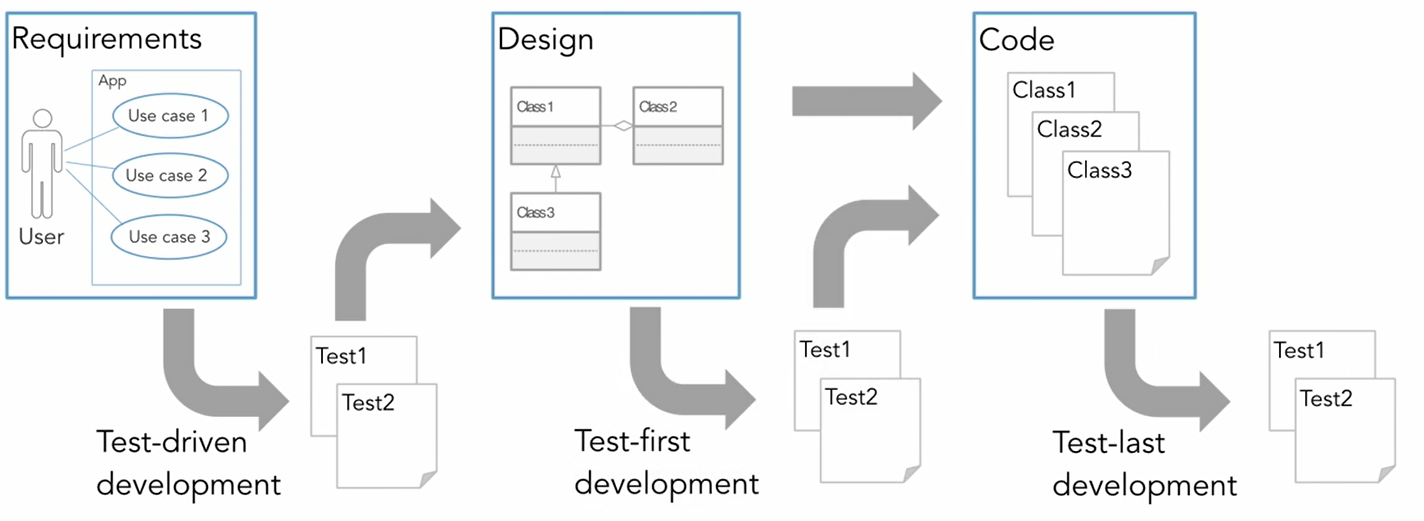 Requirements
App
Use case 1
Use case 2
Use case 3
User
Design
Class1
Class2
Class3
Code
Class1
Class2
Class3
Test1
Test2
Test-driven
development
Test1
Test2
Test-first
development
Test1
Test2
Test-last
development